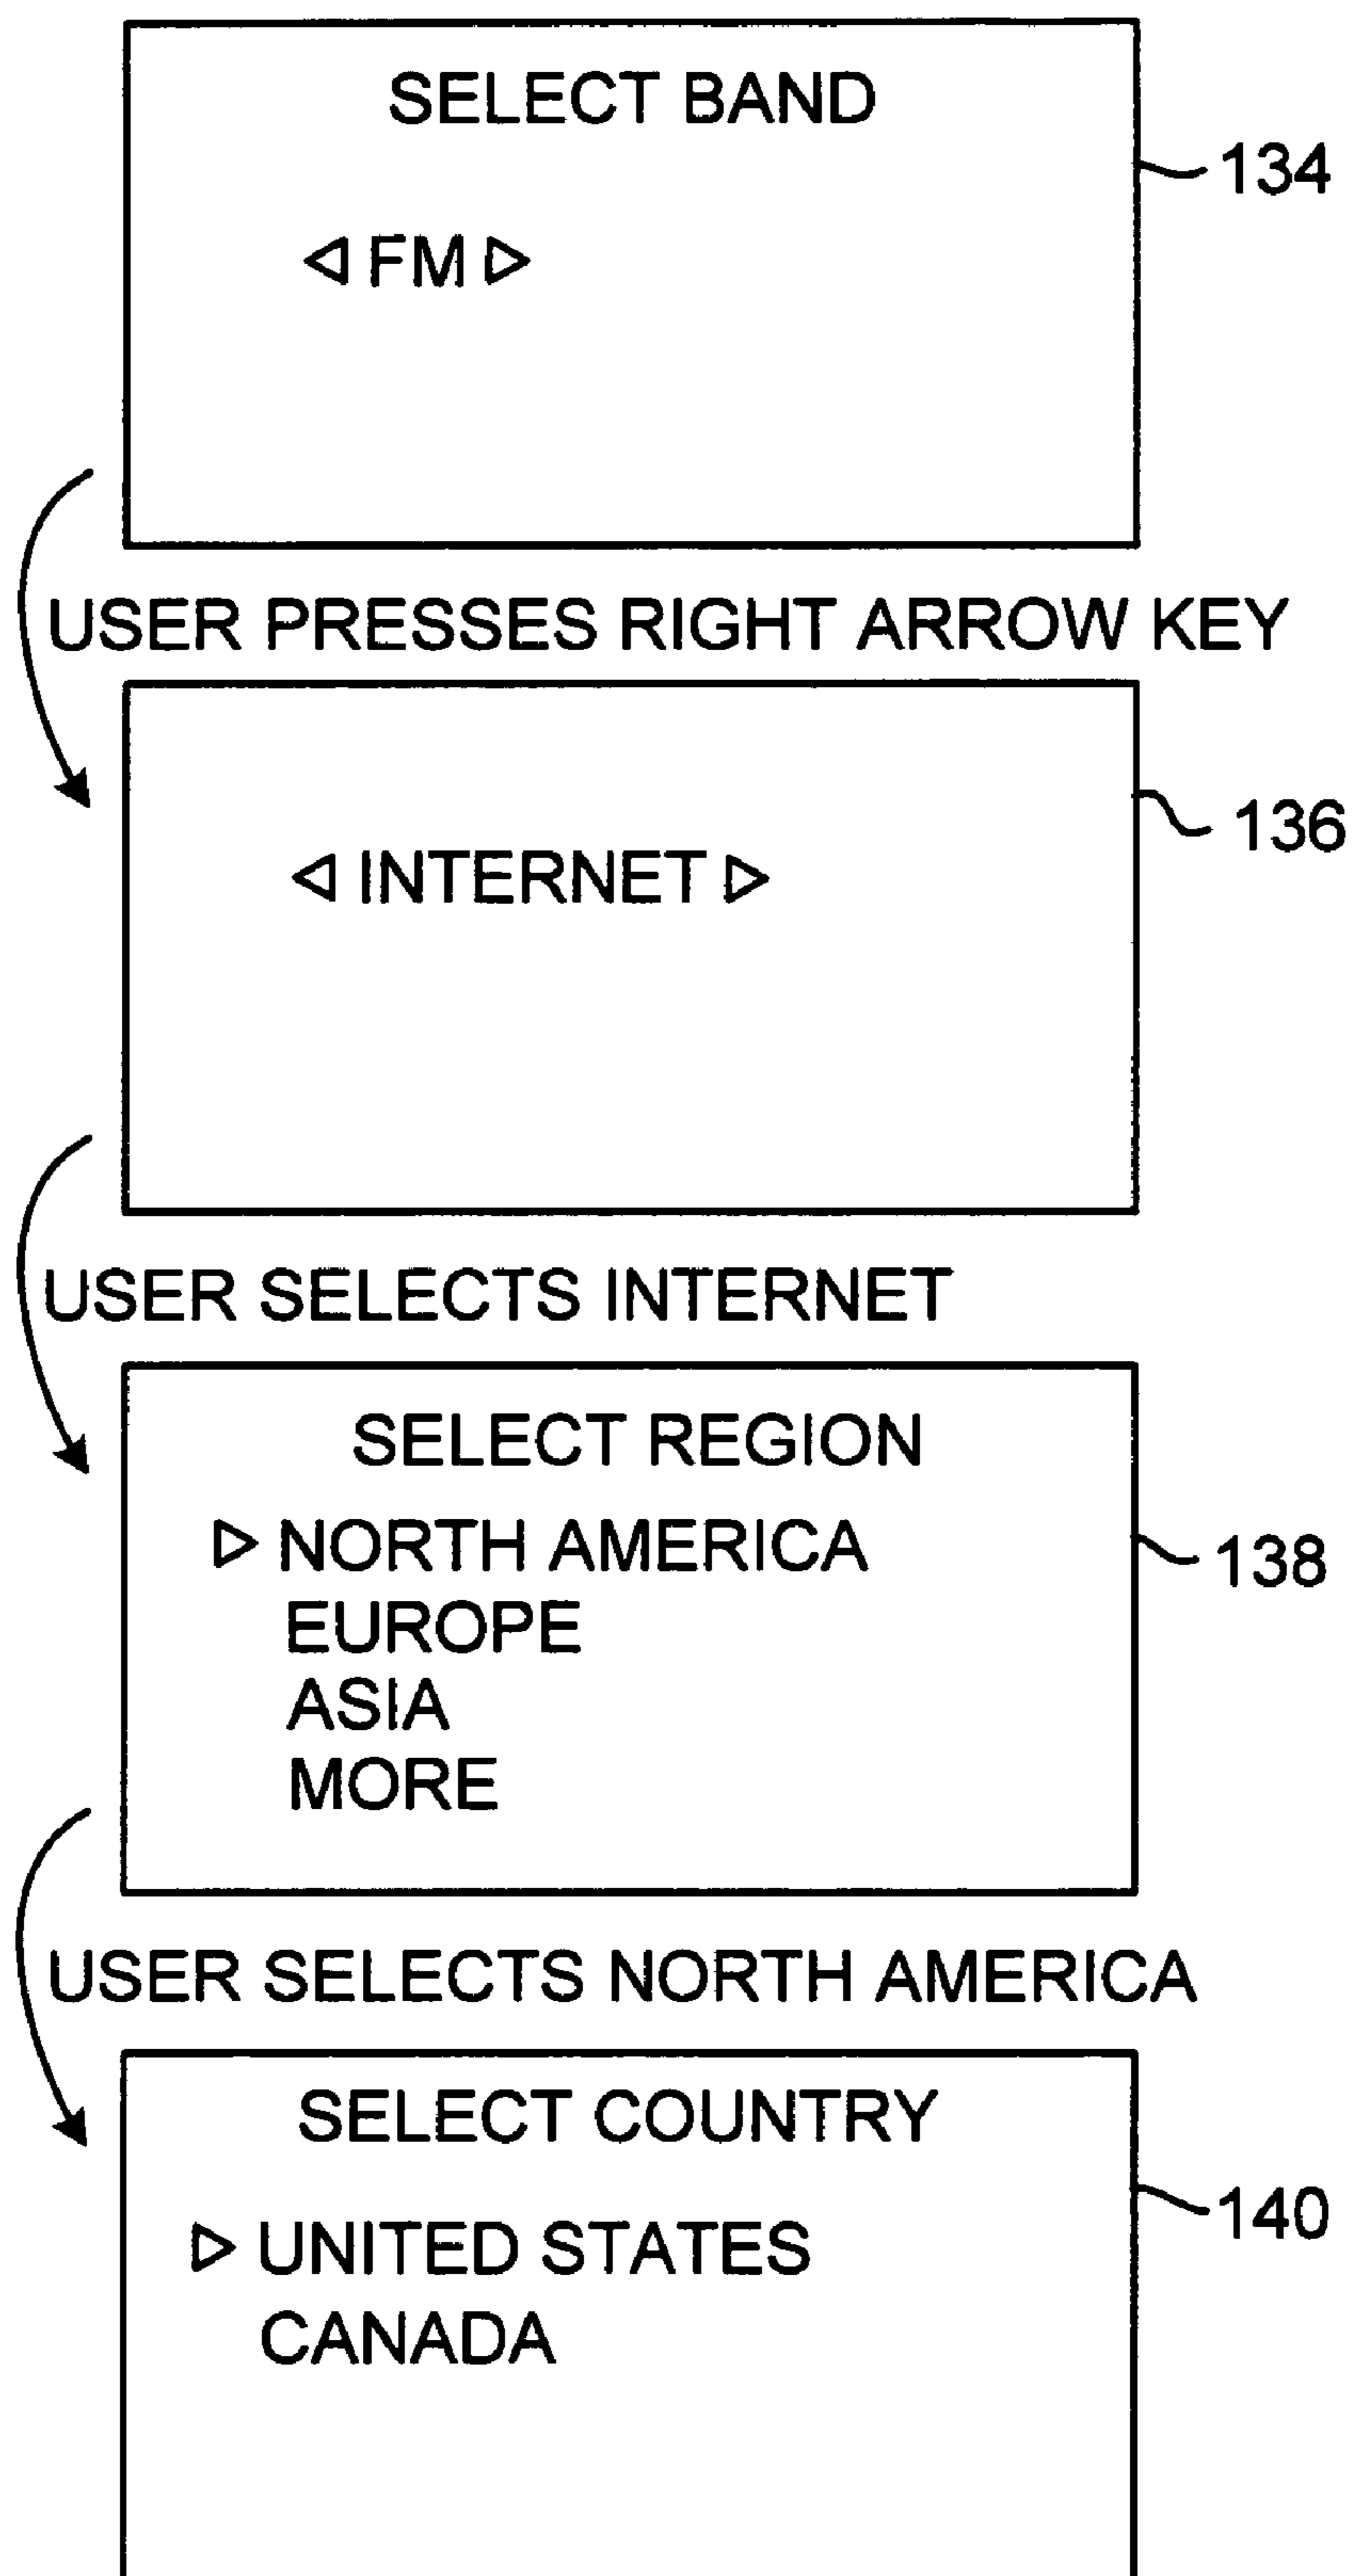 SELECT BAND
134
FM
USER PRESSES RIGHT ARROW KEY
136
INTERNET
USER SELECTS INTERNET
SELECT REGION
NORTH AMERICA
138
EUROPE
ASIA
MORE
USER SELECTS NORTH AMERICA
SELECT COUNTRY
140
UNITED STATES
CANADA